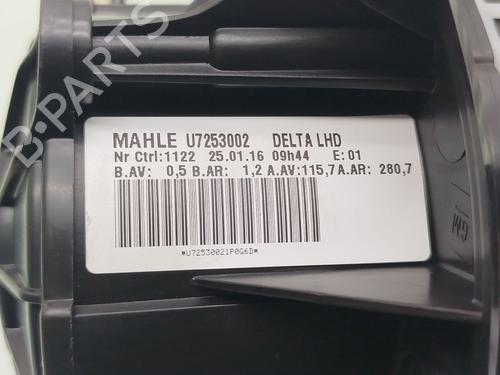 B-PARTS
MAHLE U7253002 DELTA LHD
Nr Ctrl:1122 25.01.16 09h44 E:01
B.AV: 0,5 B.AR: 1,2 A.AV:115,7 A.AR: 280,7
*U72530021P0G6D*
GM